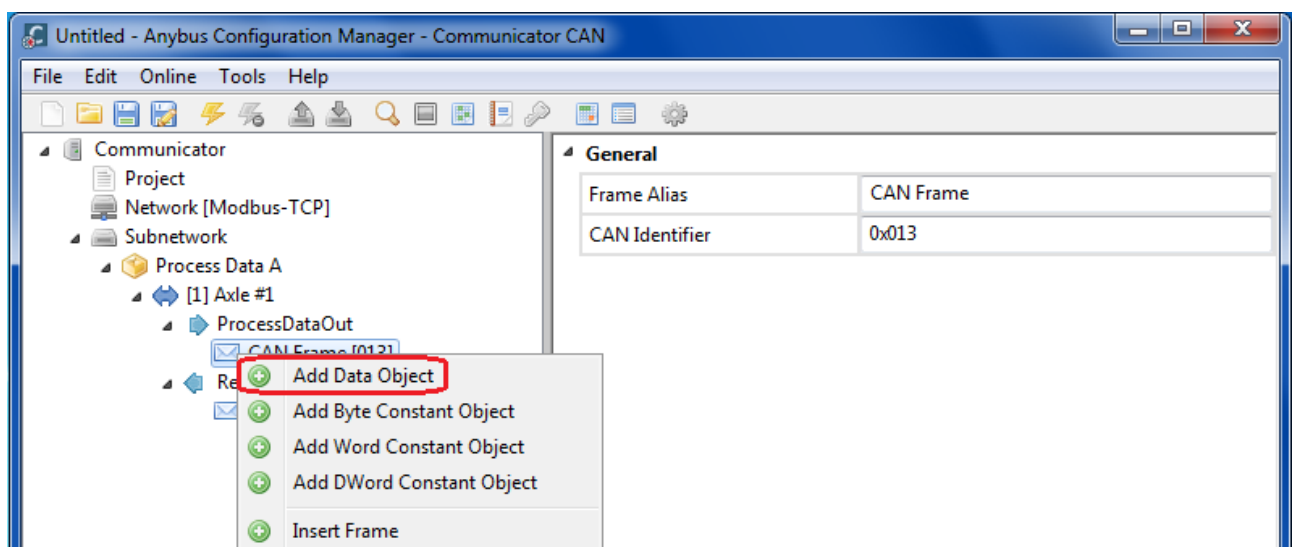 Untitled - Anybus Configuration Manager - Communicator CAN
File Edit Online Tools Help
Communicator
Project
Network [Modbus-TCP]
Subnetwork
Process Data A
[1] Axle #1
ProcessDataOut
CAN Frame [013]
Re
Add Data Object
Add Byte Constant Object
Add Word Constant Object
Add DWord Constant Object
Insert Frame
General
Frame Alias CAN Frame
CAN Identifier 0x013